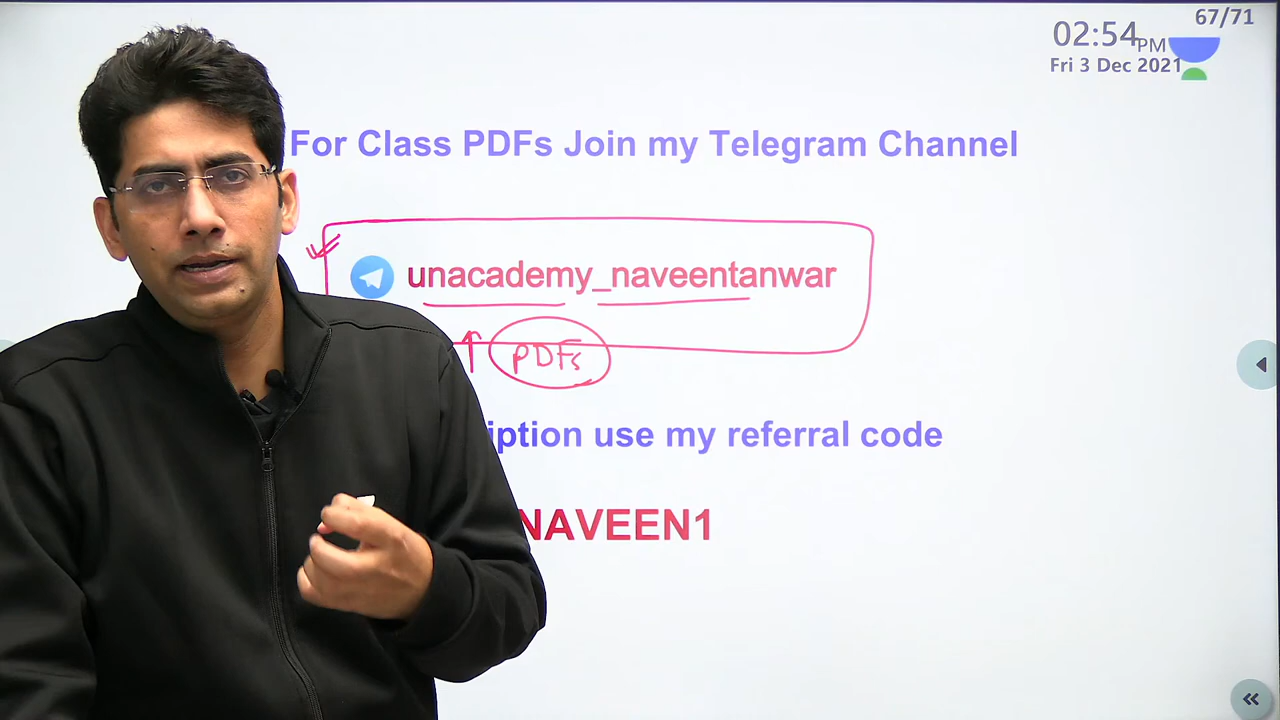 67/71
02:54PM
Fri 3 Dec 2021
For Class PDFs Join my Telegram Channel
unacademy_naveentanwar
PDFs
use my referral code
NAVEEN1